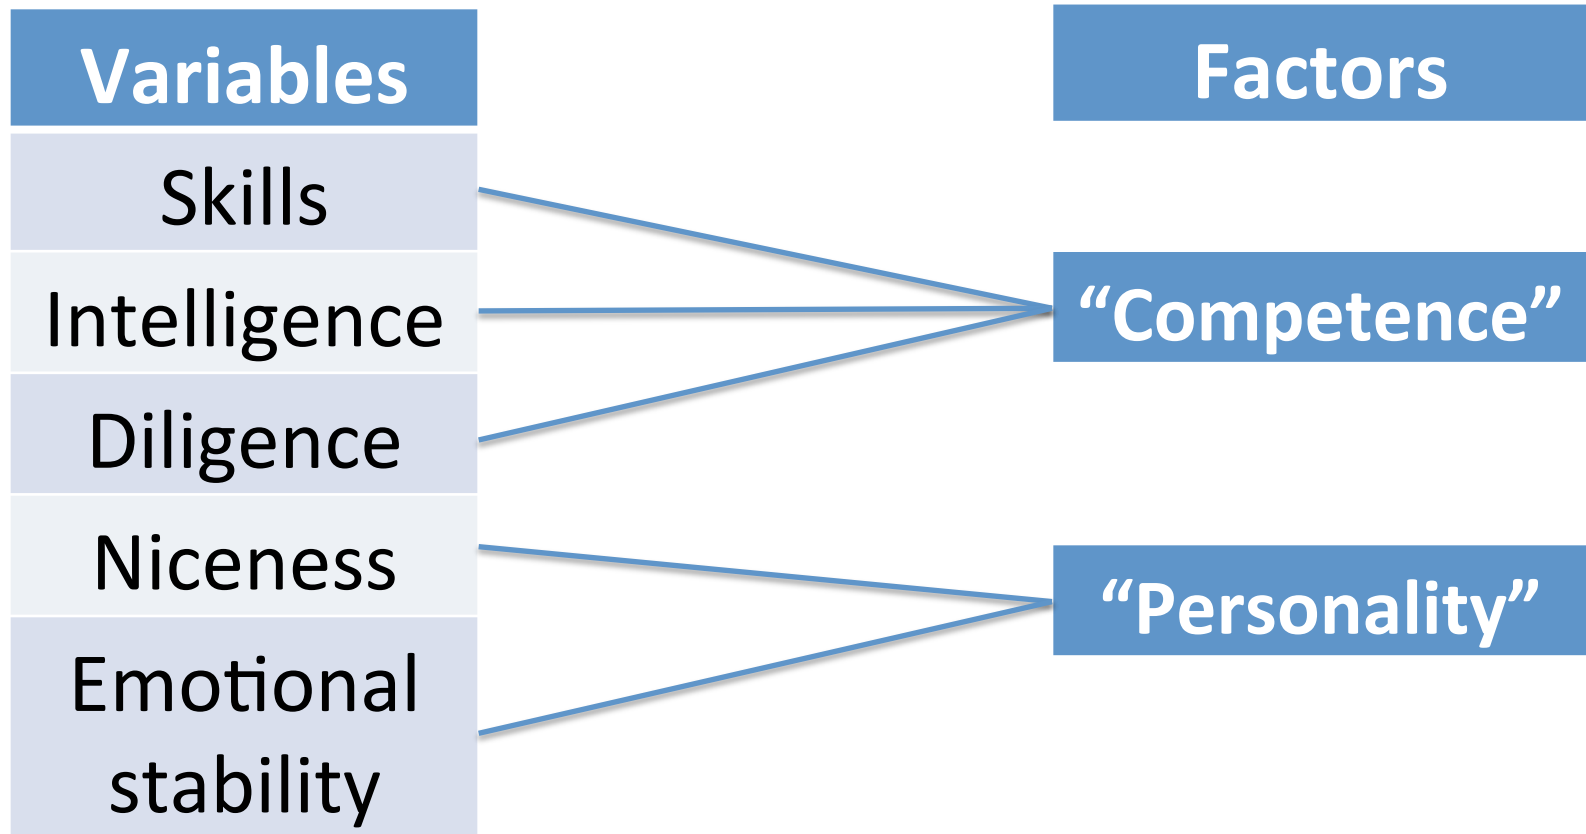 Variables
Skills
Intelligence
Diligence
Niceness
Emotional
stability
Factors
“Competence”
“Personality”